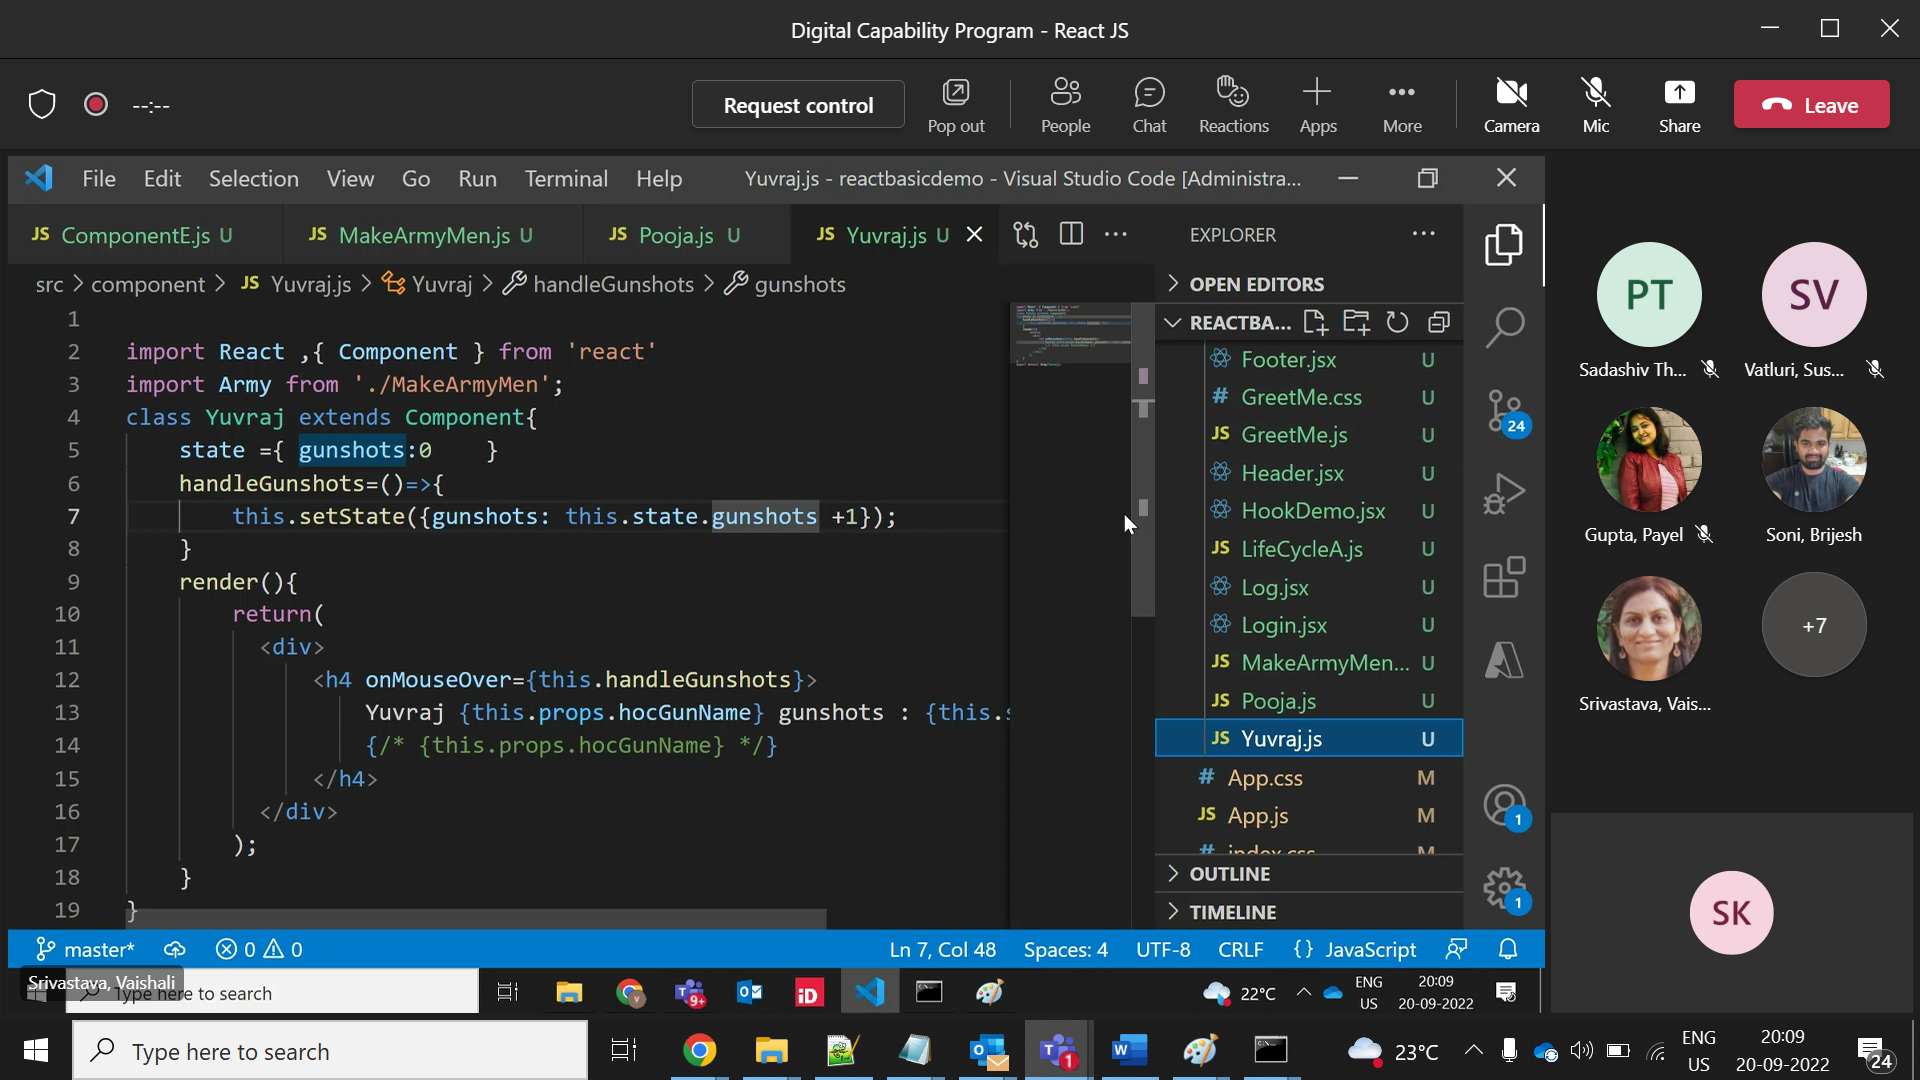 Digital Capability Program - React JS
--:--
Request control
Pop out
People
Chat
Reactions
Apps
More
Camera
Mic
Share
Leave
File Edit Selection View Go Run Terminal Help
Yuvraj.js - reactbasicdemo - Visual Studio Code [Administra...
JS ComponentE.js U
JS MakeArmyMen.js U
JS Pooja.js U
JS Yuvraj.js U
src > component > JS Yuvraj.js > Yuvraj > handleGunshots > gunshots
1
2 import React ,{ Component } from 'react'
3 import Army from './MakeArmyMen';
4 class Yuvraj extends Component{
5 state ={ gunshots:0 }
6 handleGunshots=()=>{
7 this.setState({gunshots: this.state.gunshots +1});
8 }
9 render(){
10 return(
11 <div>
12 <h4 onMouseOver={this.handleGunshots}>
13 Yuvraj {this.props.hocGunName} gunshots : {this.s
14 {/* {this.props.hocGunName} */}
15 </h4>
16 </div>
17 );
18 }
19 }
EXPLORER
OPEN EDITORS
REACTBA...
Footer.jsx U
# GreetMe.css U
JS GreetMe.js U
Header.jsx U
HookDemo.jsx U
JS LifeCycleA.js U
Log.jsx U
Login.jsx U
JS MakeArmyMen... U
JS Pooja.js U
JS Yuvraj.js U
# App.css M
JS App.js M
# index.css M
OUTLINE
TIMELINE
24
1
1
master*
0 0
Ln 7, Col 48
Spaces: 4
UTF-8
CRLF
{} JavaScript
Srivastava, Vaishali
Type here to search
9+
iD
22°C
ENG
US
20:09
20-09-2022
PT
Sadashiv Th...
SV
Vatluri, Sus...
Gupta, Payel
Soni, Brijesh
Srivastava, Vais...
+7
SK
Type here to search
1
23°C
ENG
US
20:09
20-09-2022
24